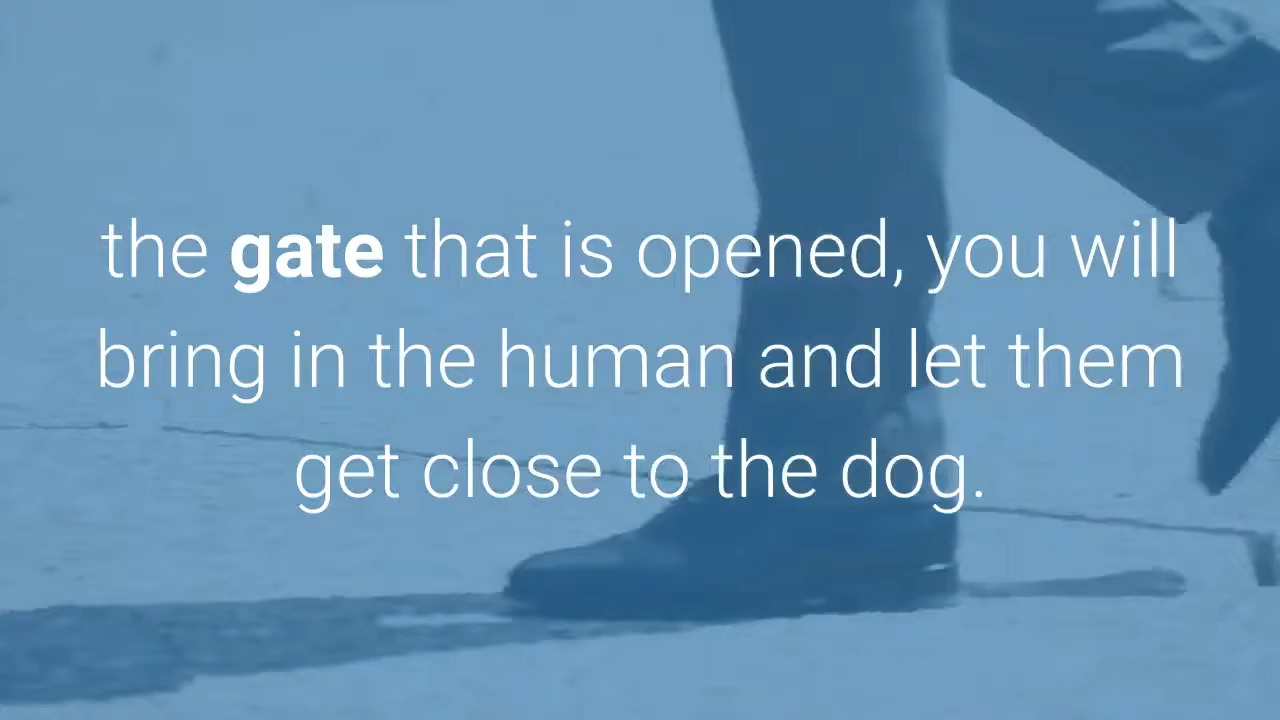 the gate that is opened, you will
bring in the human and let them
get close to the dog.